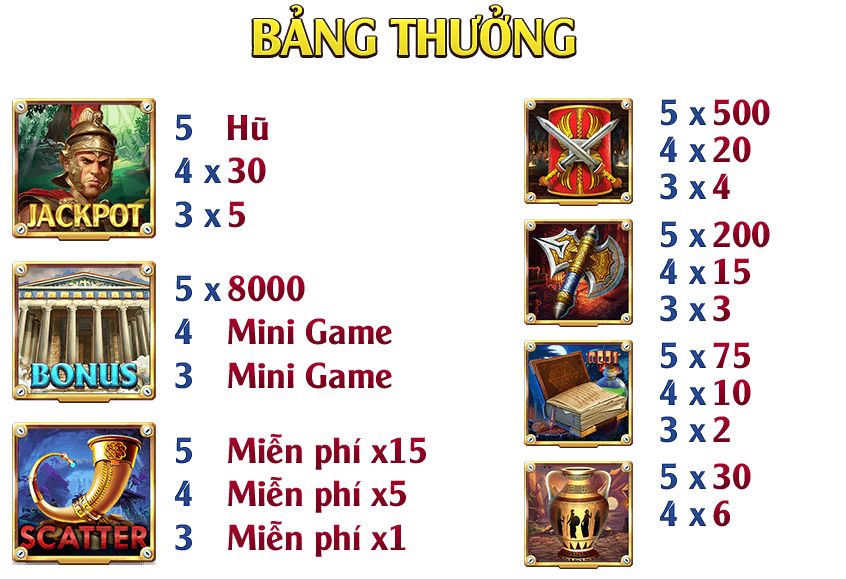 BẢNG THƯỞNG
JACKPOT
5 Hũ
4 x 30
3 x 5
BONUS
5 x 8000
4 Mini Game
3 Mini Game
SCATTER
5 Miễn phí x15
4 Miễn phí x5
3 Miễn phí x1
5 x 500
4 x 20
3 x 4
5 x 200
4 x 15
3 x 3
5 x 75
4 x 10
3 x 2
5 x 30
4 x 6